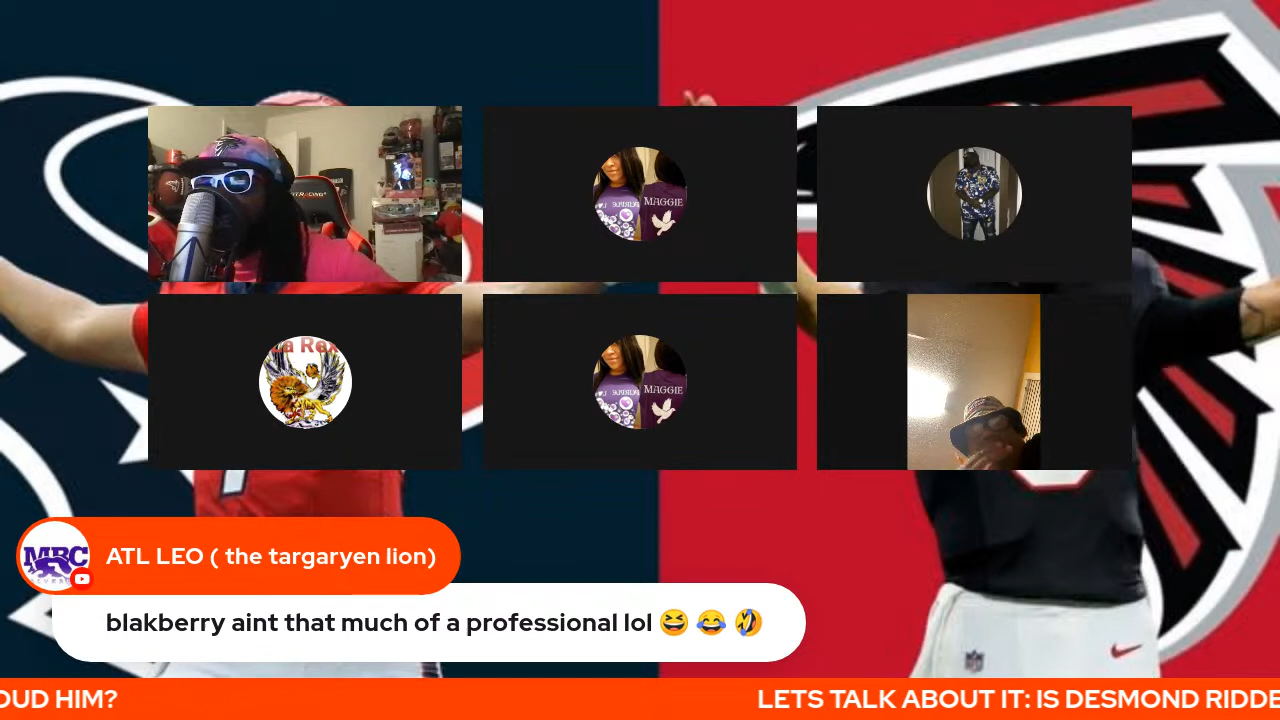 MAGGIE
MAGGIE
MRC
ATL LEO ( the targaryen lion)
blakberry aint that much of a professional lol 😆 😂 🤣
OUD HIM?
LETS TALK ABOUT IT: IS DESMOND RIDDE